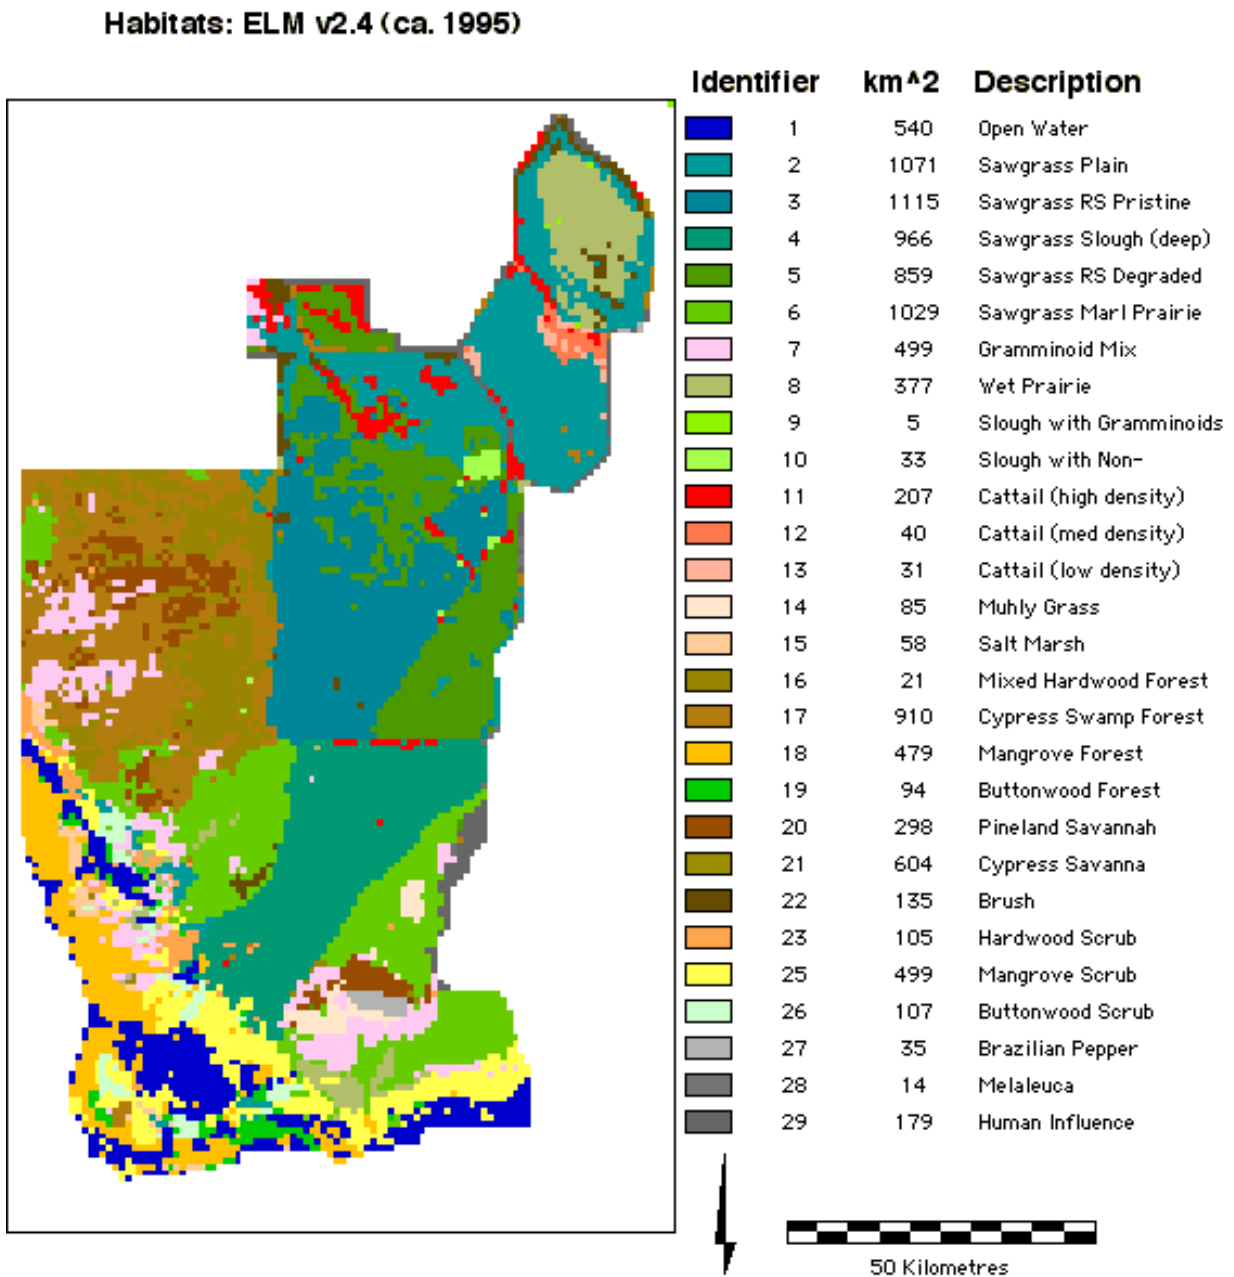 Habitats: ELM v2.4 (ca. 1995)
Identifier km^2 Description
1 540 Open Water
2 1071 Sawgrass Plain
3 1115 Sawgrass RS Pristine
4 966 Sawgrass Slough (deep)
5 859 Sawgrass RS Degraded
6 1029 Sawgrass Marl Prairie
7 499 Gramminoid Mix
8 377 Wet Prairie
9 5 Slough with Gramminoids
10 33 Slough with Non-
11 207 Cattail (high density)
12 40 Cattail (med density)
13 31 Cattail (low density)
14 85 Muhly Grass
15 58 Salt Marsh
16 21 Mixed Hardwood Forest
17 910 Cypress Swamp Forest
18 479 Mangrove Forest
19 94 Buttonwood Forest
20 298 Pineland Savannah
21 604 Cypress Savanna
22 135 Brush
23 105 Hardwood Scrub
25 499 Mangrove Scrub
26 107 Buttonwood Scrub
27 35 Brazilian Pepper
28 14 Melaleuca
29 179 Human Influence
50 Kilometres